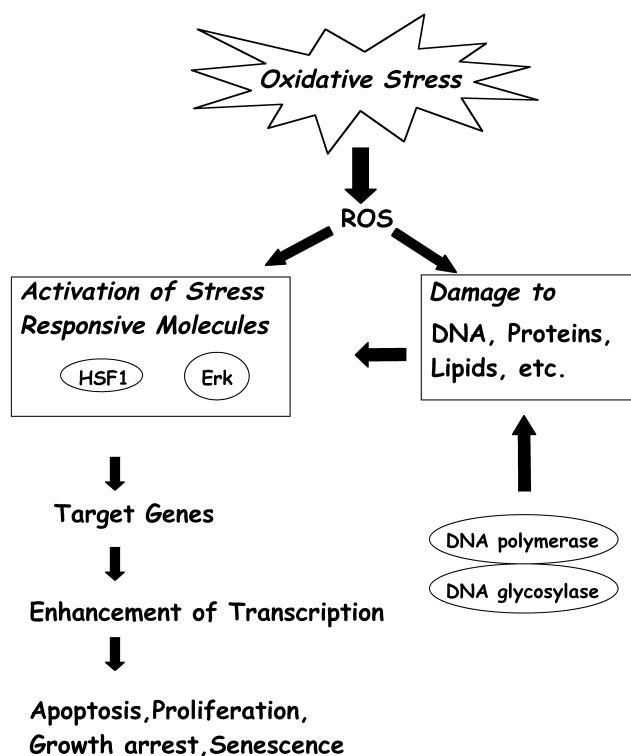 Oxidative Stress
ROS
Activation of Stress
Responsive Molecules
HSF1
Erk
Damage to
DNA, Proteins,
Lipids, etc.
Target Genes
DNA polymerase
DNA glycosylase
Enhancement of Transcription
Apoptosis,Proliferation,
Growth arrest,Senescence